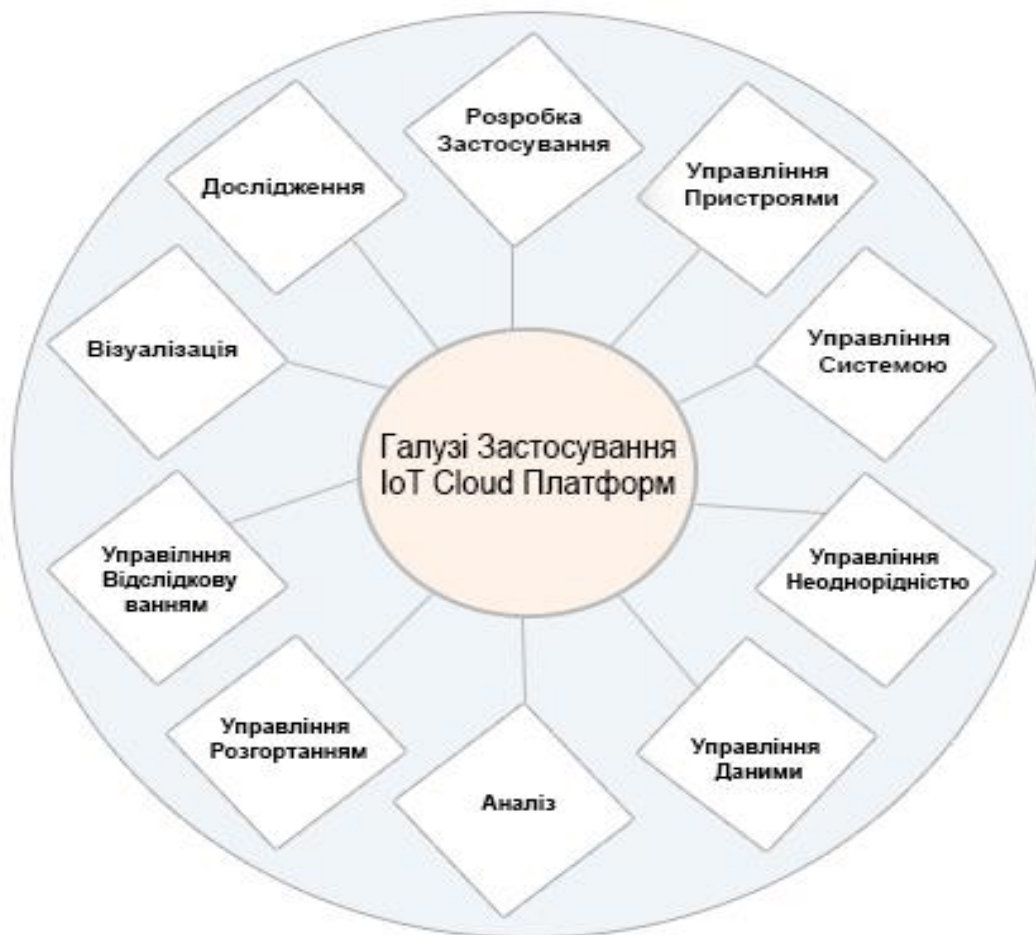 Розробка
Застосування
Управління
Пристроями
Дослідження
Управління
Системою
Візуалізація
Галузі Застосування
IoT Cloud Платформ
Управління
Неоднорідністю
Управілння
Відслідкову
ванням
Управління
Розгортанням
Управління
Даними
Аналіз